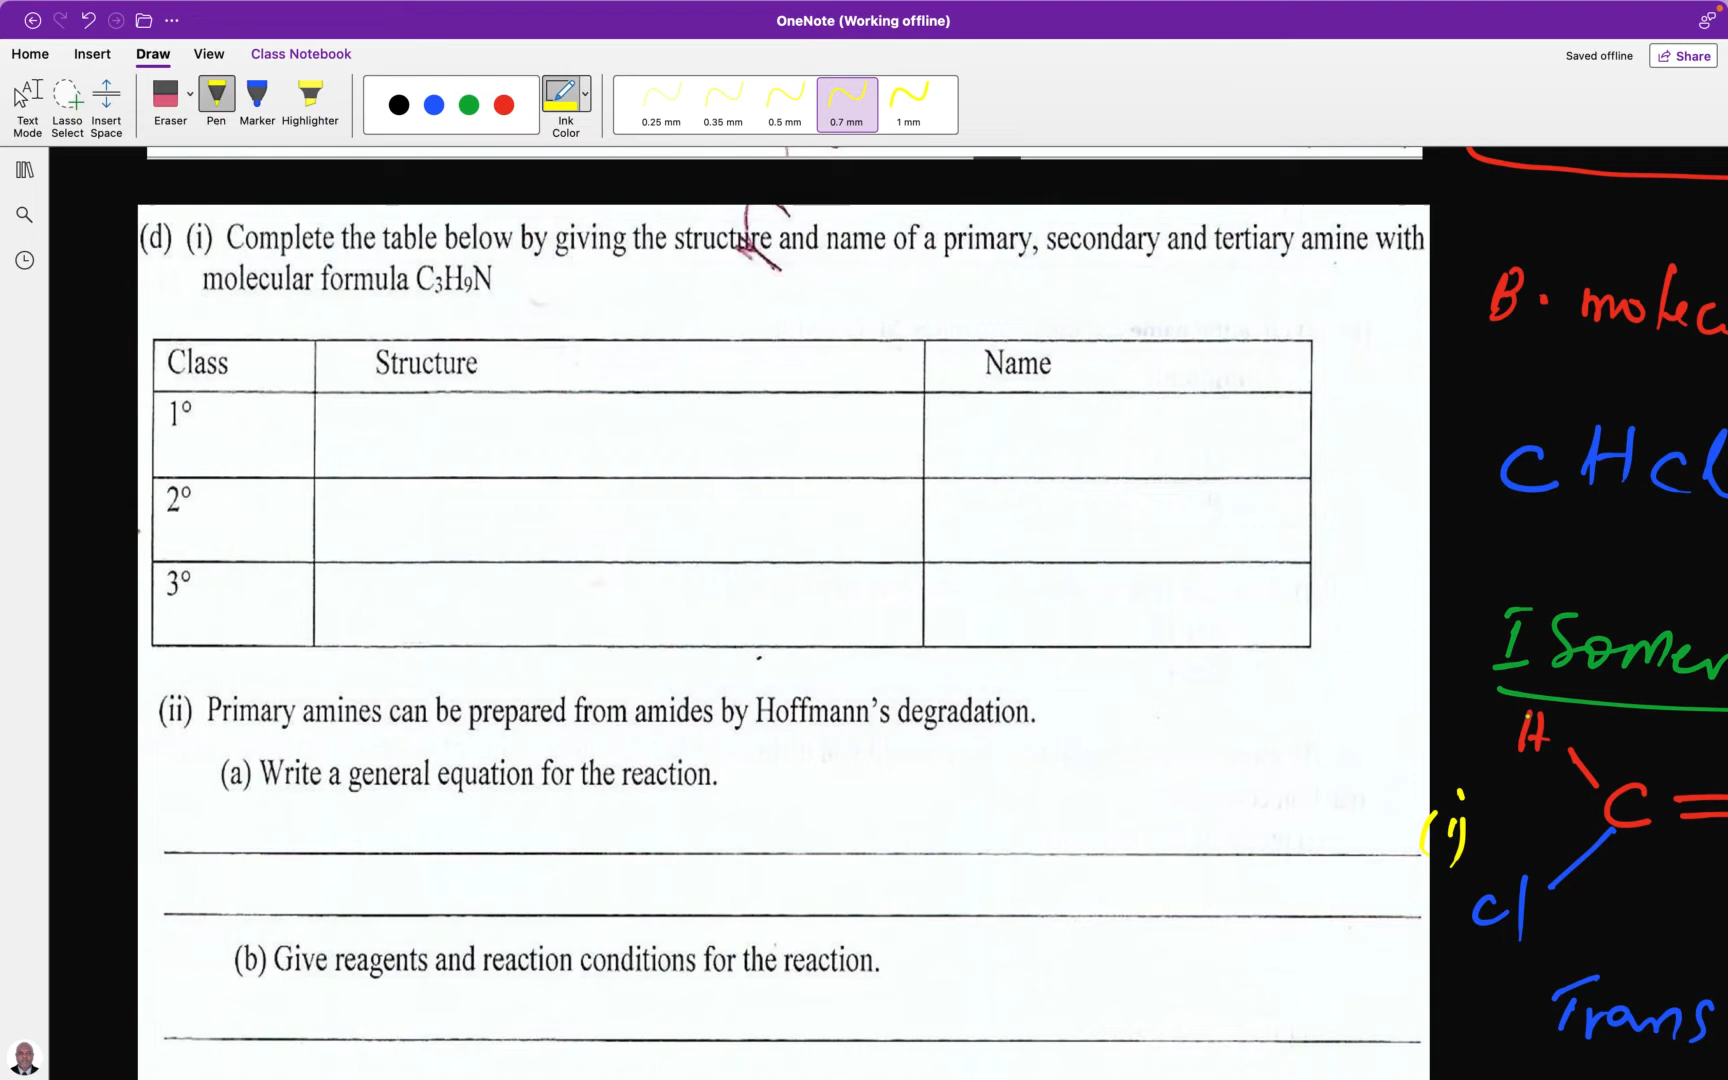 OneNote (Working offline)
Home Insert Draw View Class Notebook
Saved offline Share
Text Mode
Lasso Select
Insert Space
Eraser
Pen
Marker
Highlighter
Ink Color
0.25 mm 0.35 mm 0.5 mm 0.7 mm 1 mm
(d) (i) Complete the table below by giving the structure and name of a primary, secondary and tertiary amine with
molecular formula C₃H₉N
Class Structure Name
1°
2°
3°
(ii) Primary amines can be prepared from amides by Hoffmann's degradation.
(a) Write a general equation for the reaction.
(b) Give reagents and reaction conditions for the reaction.
B. molec
CHCl
Isomer
H
C =
(i)
Cl
Trans